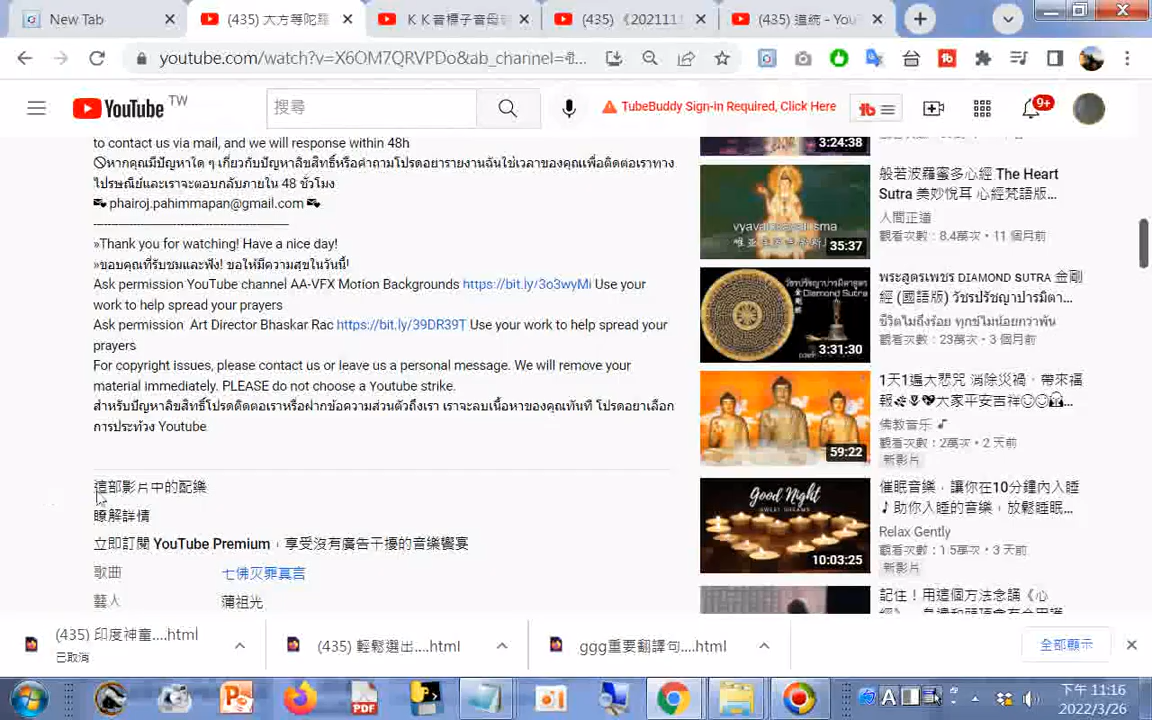 New Tab
(435) 大方等陀羅
ＫＫ音標子音母音
(435) 《2021111
(435) 道統 - YouT
youtube.com/watch?v=X6OM7QRVPDo&ab_channel=ชี...
YouTube TW
搜尋
TubeBuddy Sign-in Required, Click Here
tb
9+
to contact us via mail, and we will response within 48h
🚫หากคุณมีปัญหาใด ๆ เกี่ยวกับปัญหาลิขสิทธิ์หรือคำถามโปรดอยารายงานฉันใช่เวลาของคุณเพื่อติดต่อเราทาง
ไปรษณีย์และเราจะตอบกลับภายใน 48 ชั่วโมง
phairoj.pahimmapan@gmail.com
--------------------------------------------------
»Thank you for watching! Have a nice day!
»ขอบคุณที่รับชมและฟัง! ขอให้มีความสุขในวันนี้!
Ask permission YouTube channel AA-VFX Motion Backgrounds https://bit.ly/3o3wyMi Use your
work to help spread your prayers
Ask permission Art Director Bhaskar Rac https://bit.ly/39DR39T Use your work to help spread your
prayers
For copyright issues, please contact us or leave us a personal message. We will remove your
material immediately. PLEASE do not choose a Youtube strike.
สำหรับปัญหาลิขสิทธิ์โปรดติดต่อเราหรือฝากข้อความส่วนตัวถึงเรา เราจะลบเนื้อหาของคุณทันที โปรดอยาเลือก
การประท้วง Youtube
這部影片中的配樂
瞭解詳情
立即訂閱 YouTube Premium，享受沒有廣告干擾的音樂饗宴
歌曲 七佛灭罪真言
藝人 蒲祖光
3:24:38
vyavalokayatisma
35:37
般若波羅蜜多心經 The Heart
Sutra 美妙悅耳 心經梵語版...
人間正道
觀看次數：8.4萬次・11 個月前
Diamond Sutra
3:31:30
พระสูตรเพชร DIAMOND SUTRA 金剛
經 (國語版) วัชรปรัชญาปารมิตา...
ชีวิตไม่ถึงร้อย ทุกข์ไม่น้อยกว่าพัน
觀看次數：23萬次・3 個月前
59:22
1天1遍大悲咒 消除災禍，帶來福
報🌿🌷💖大家平安吉祥😊😊...
佛教音乐 ♪
觀看次數：2萬次・2 天前
新影片
Good Night
SWEET DREAMS
10:03:25
催眠音樂，讓你在10分鐘內入睡
♪ 助你入睡的音樂，放鬆睡眠...
Relax Gently
觀看次數：1.5萬次・3 天前
新影片
記住！用這個方法念誦《心
(435) 印度神童....html
已取消
(435) 輕鬆選出....html
ggg重要翻譯句....html
全部顯示
PDF
A
下午 11:16
2022/3/26